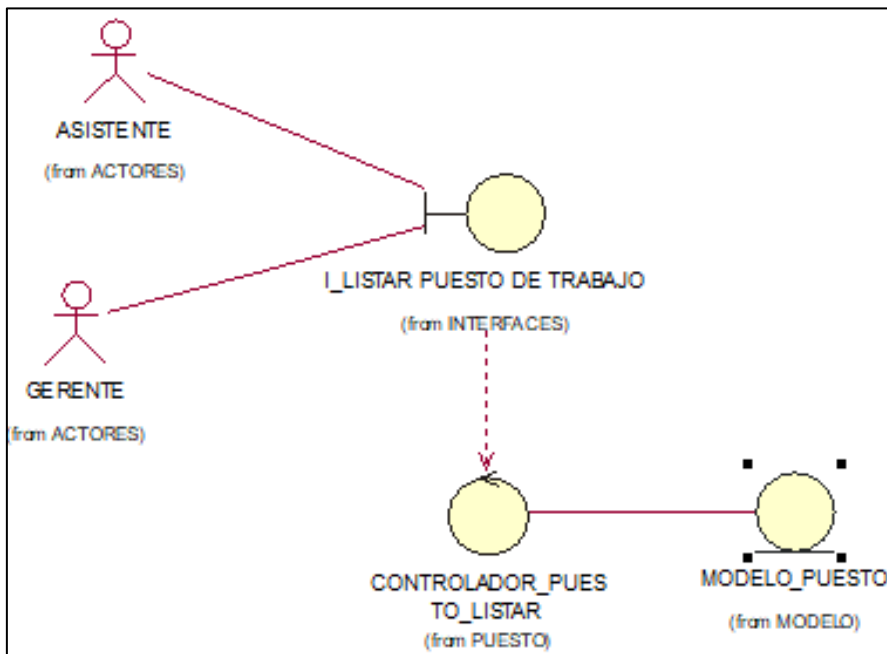 ASISTENTE
(from ACTORES)
I_LISTAR PUESTO DE TRABAJO
(from INTERFACES)
GERENTE
(from ACTORES)
CONTROLADOR_PUES
TO_LISTAR
(from PUESTO)
MODELO_PUESTO
(from MODELO)